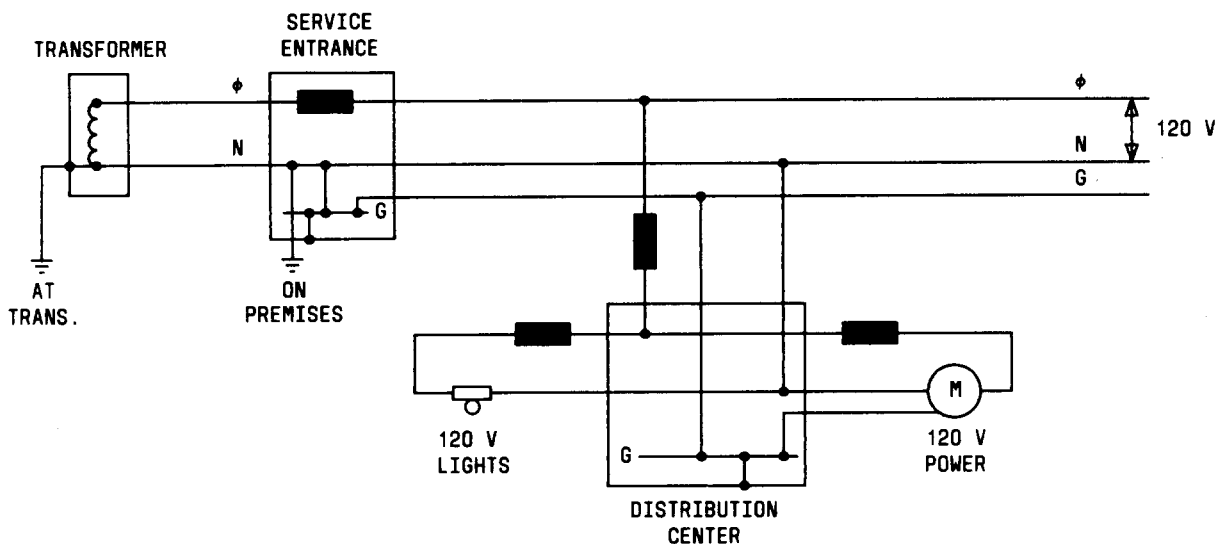 SERVICE
ENTRANCE
TRANSFORMER
ϕ
ϕ
120 V
N
N
G
G
AT
TRANS.
ON
PREMISES
M
120 V
LIGHTS
120 V
POWER
G
DISTRIBUTION
CENTER